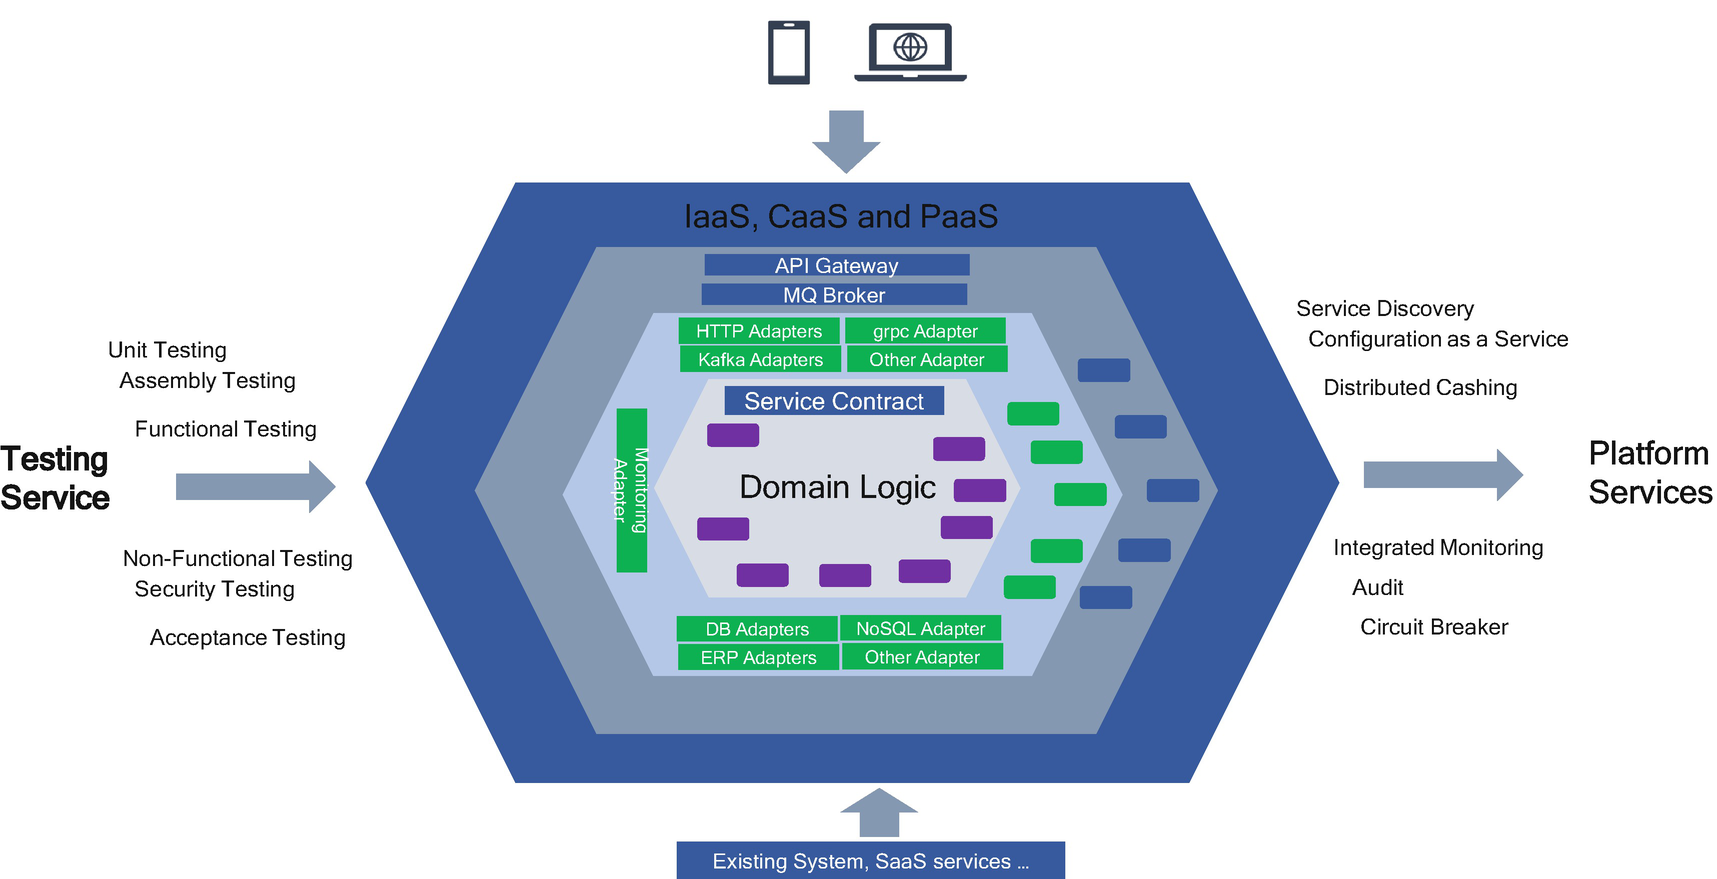 IaaS, CaaS and PaaS
API Gateway
MQ Broker
HTTP Adapters
grpc Adapter
Kafka Adapters
Other Adapter
Service Contract
Domain Logic
Monitoring
Adapter
DB Adapters
NoSQL Adapter
ERP Adapters
Other Adapter
Unit Testing
Assembly Testing
Functional Testing
Testing
Service
Non-Functional Testing
Security Testing
Acceptance Testing
Service Discovery
Configuration as a Service
Distributed Cashing
Platform
Services
Integrated Monitoring
Audit
Circuit Breaker
Existing System, SaaS services ...